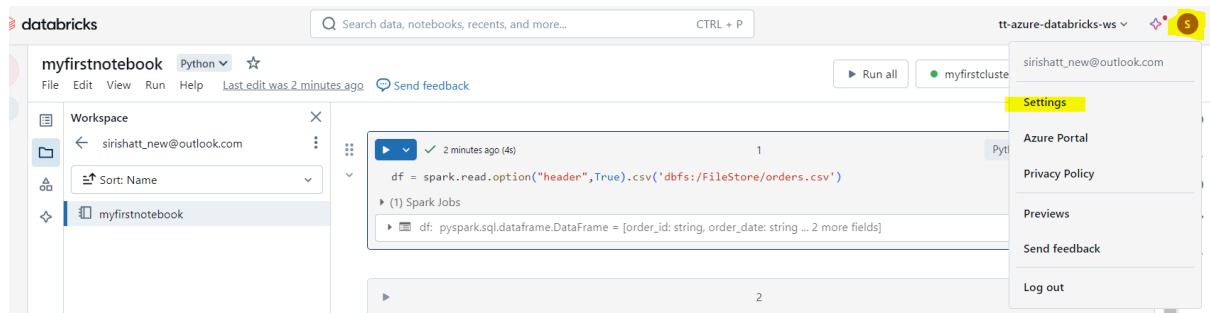 databricks
Search data, notebooks, recents, and more... CTRL + P
tt-azure-databricks-ws
S
myfirstnotebook Python
File Edit View Run Help Last edit was 2 minutes ago Send feedback
Run all
myfirstcluste
sirishatt_new@outlook.com
Settings
Azure Portal
Privacy Policy
Previews
Send feedback
Log out
Workspace
sirishatt_new@outlook.com
Sort: Name
myfirstnotebook
2 minutes ago (4s) 1 Pyt
df = spark.read.option("header",True).csv('dbfs:/FileStore/orders.csv')
(1) Spark Jobs
df: pyspark.sql.dataframe.DataFrame = [order_id: string, order_date: string ... 2 more fields]
2